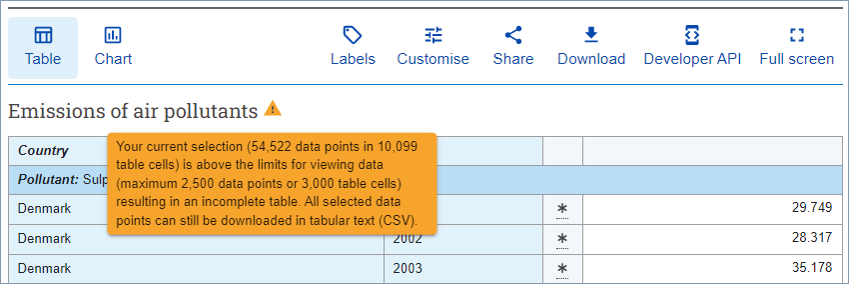 Table Chart Labels Customise Share Download Developer API Full screen
Emissions of air pollutants
Country
Your current selection (54,522 data points in 10,099
table cells) is above the limits for viewing data
(maximum 2,500 data points or 3,000 table cells)
resulting in an incomplete table. All selected data
points can still be downloaded in tabular text (CSV).
Pollutant: Sulp
Denmark * 29.749
Denmark 2002 * 28.317
Denmark 2003 * 35.178